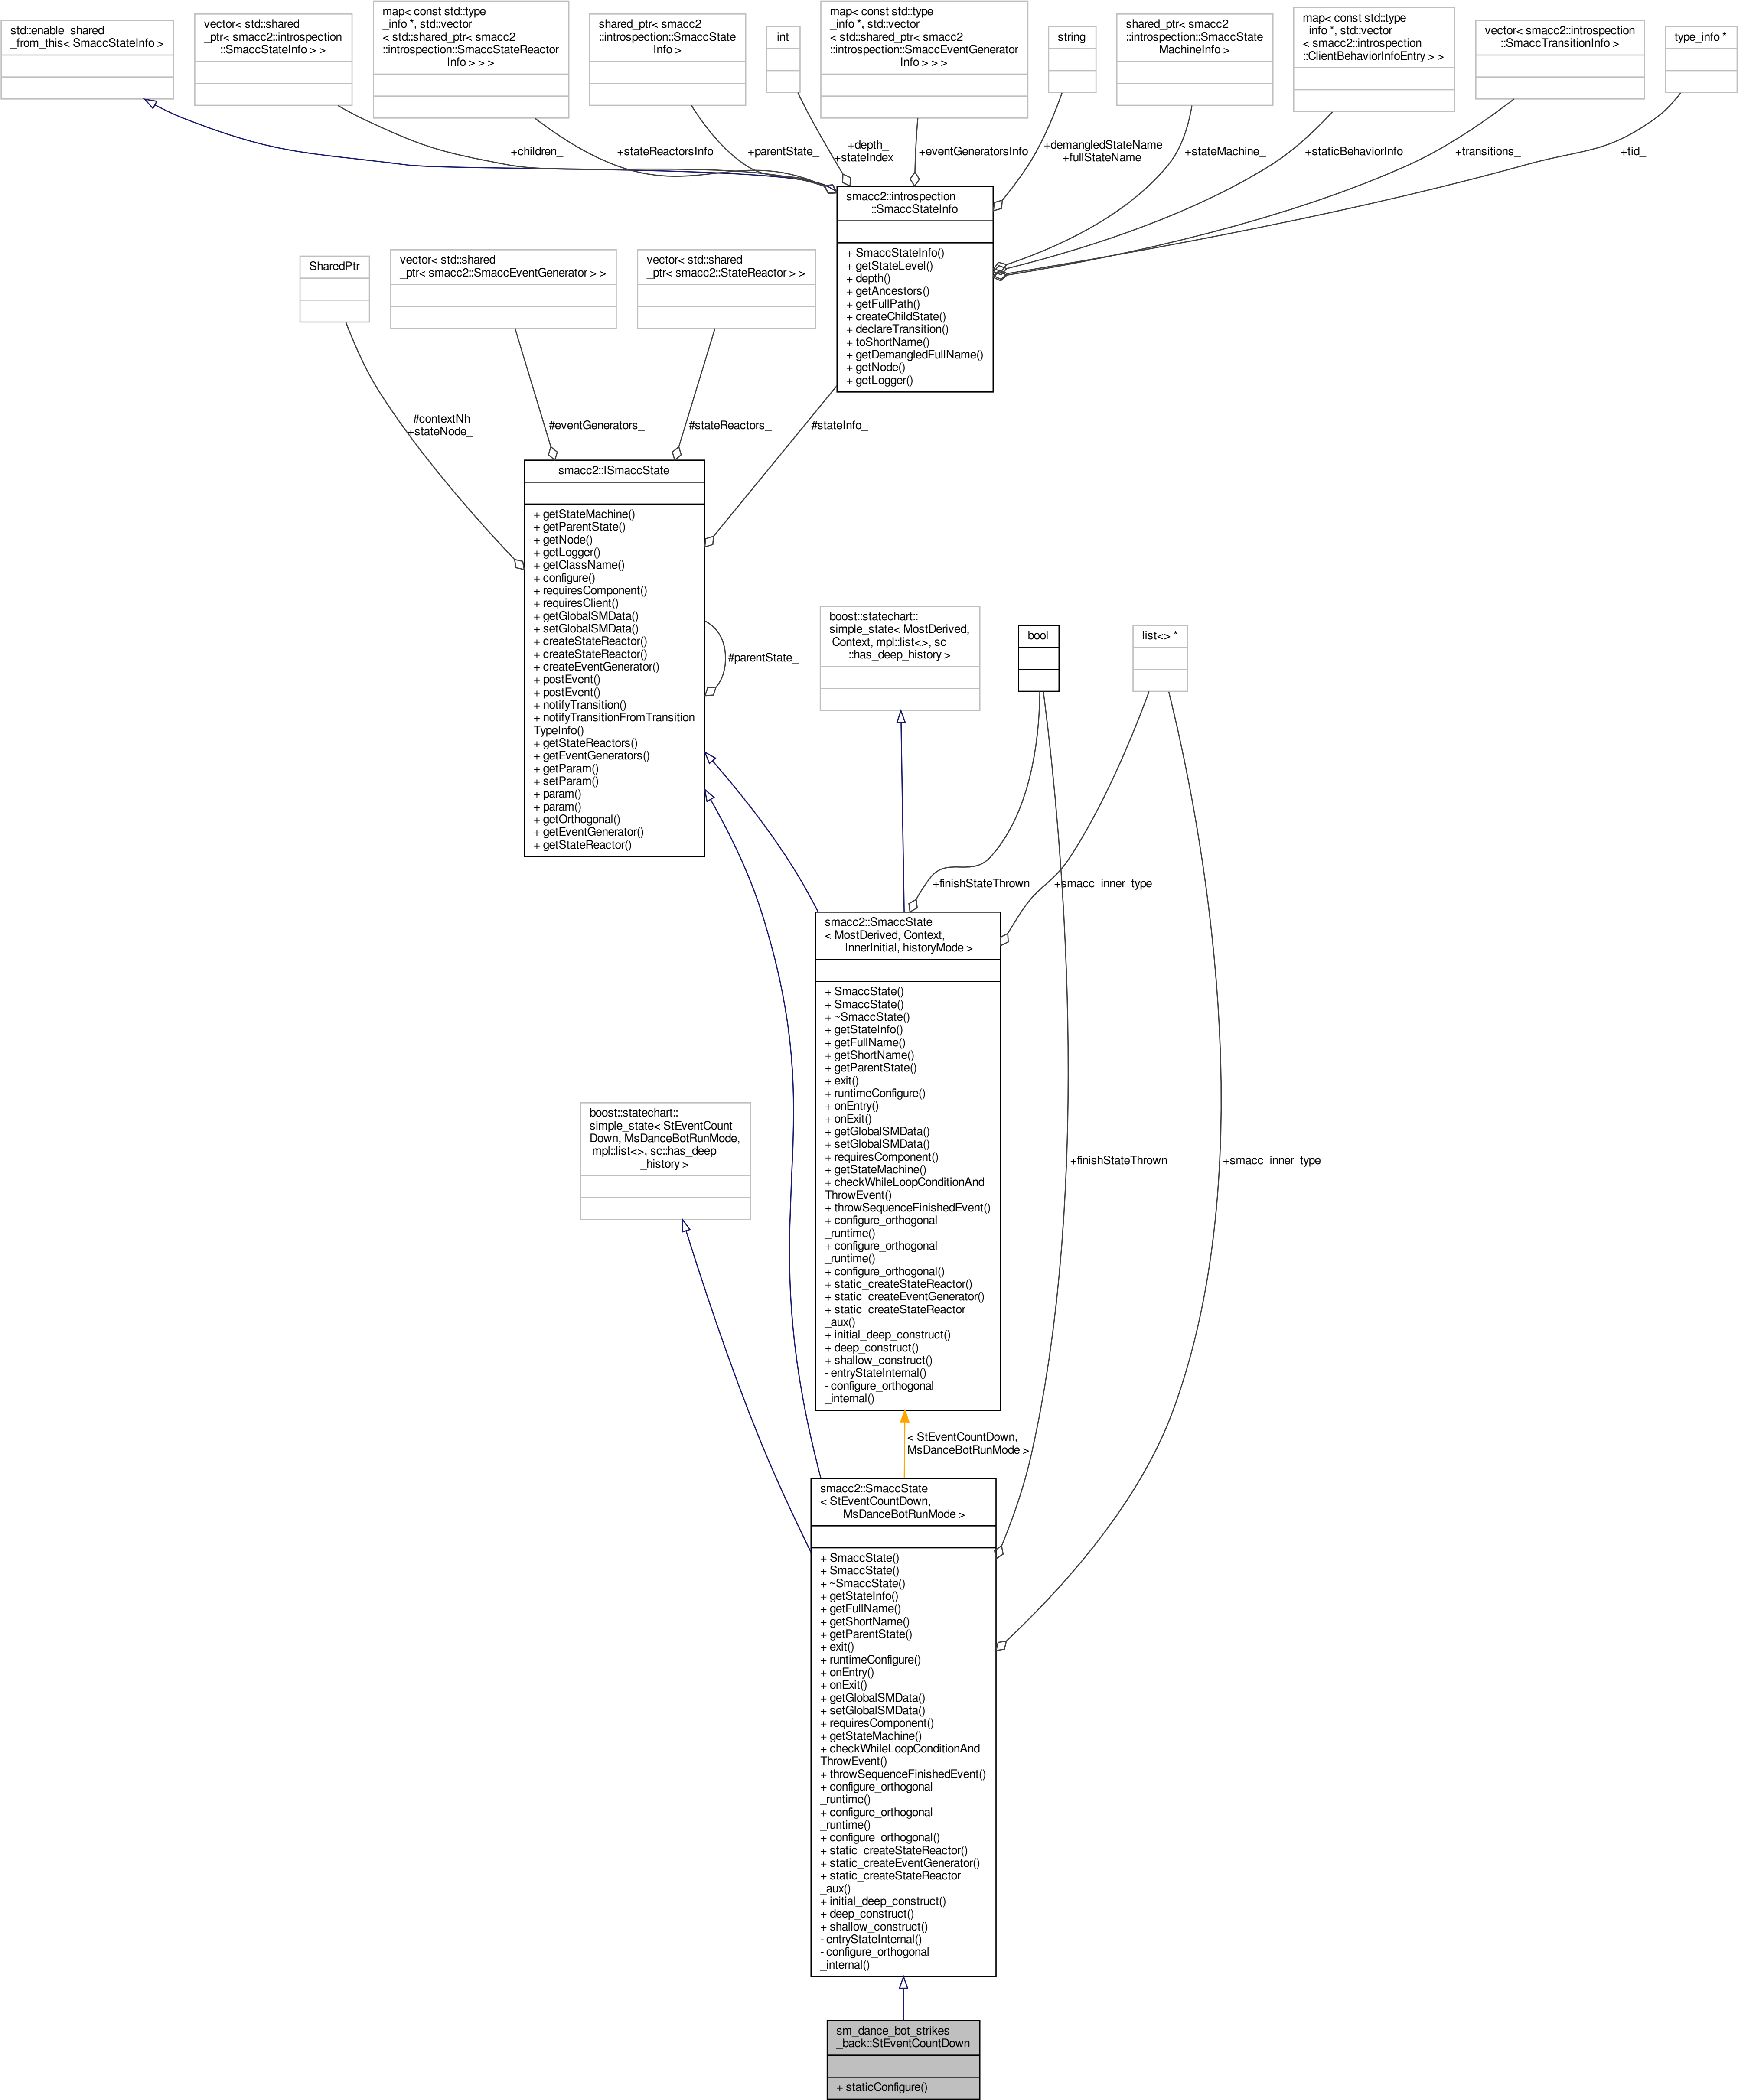 std::enable_shared
_from_this< SmaccStateInfo >
vector< std::shared
_ptr< smacc2::introspection
::SmaccStateInfo > >
map< const std::type
_info *, std::vector
< std::shared_ptr< smacc2
::introspection::SmaccStateReactor
Info > > >
shared_ptr< smacc2
::introspection::SmaccState
Info >
int
map< const std::type
_info *, std::vector
< std::shared_ptr< smacc2
::introspection::SmaccEventGenerator
Info > > >
string
shared_ptr< smacc2
::introspection::SmaccState
MachineInfo >
map< const std::type
_info *, std::vector
< smacc2::introspection
::ClientBehaviorInfoEntry > >
vector< smacc2::introspection
::SmaccTransitionInfo >
type_info *
+children_
+stateReactorsInfo
+parentState_
+depth_
+stateIndex_
+eventGeneratorsInfo
+demangledStateName
+fullStateName
+stateMachine_
+staticBehaviorInfo
+transitions_
+tid_
smacc2::introspection
::SmaccStateInfo
+ SmaccStateInfo()
+ getStateLevel()
+ depth()
+ getAncestors()
+ getFullPath()
+ createChildState()
+ declareTransition()
+ toShortName()
+ getDemangledFullName()
+ getNode()
+ getLogger()
SharedPtr
vector< std::shared
_ptr< smacc2::SmaccEventGenerator > >
vector< std::shared
_ptr< smacc2::StateReactor > >
#contextNh
+stateNode_
#eventGenerators_
#stateReactors_
#stateInfo_
smacc2::ISmaccState
+ getStateMachine()
+ getParentState()
+ getNode()
+ getLogger()
+ getClassName()
+ configure()
+ requiresComponent()
+ requiresClient()
+ getGlobalSMData()
+ setGlobalSMData()
+ createStateReactor()
+ createStateReactor()
+ createEventGenerator()
+ postEvent()
+ postEvent()
+ notifyTransition()
+ notifyTransitionFromTransition
TypeInfo()
+ getStateReactors()
+ getEventGenerators()
+ getParam()
+ setParam()
+ param()
+ param()
+ getOrthogonal()
+ getEventGenerator()
+ getStateReactor()
#parentState_
boost::statechart::
simple_state< MostDerived,
Context, mpl::list<>, sc
::has_deep_history >
bool
list<> *
+finishStateThrown
+smacc_inner_type
smacc2::SmaccState
< MostDerived, Context,
InnerInitial, historyMode >
+ SmaccState()
+ SmaccState()
+ ~SmaccState()
+ getStateInfo()
+ getFullName()
+ getShortName()
+ getParentState()
+ exit()
+ runtimeConfigure()
+ onEntry()
+ onExit()
+ getGlobalSMData()
+ setGlobalSMData()
+ requiresComponent()
+ getStateMachine()
+ checkWhileLoopConditionAnd
ThrowEvent()
+ throwSequenceFinishedEvent()
+ configure_orthogonal
_runtime()
+ configure_orthogonal
_runtime()
+ configure_orthogonal()
+ static_createStateReactor()
+ static_createEventGenerator()
+ static_createStateReactor
_aux()
+ initial_deep_construct()
+ deep_construct()
+ shallow_construct()
- entryStateInternal()
- configure_orthogonal
_internal()
boost::statechart::
simple_state< StEventCount
Down, MsDanceBotRunMode,
mpl::list<>, sc::has_deep
_history >
+finishStateThrown
+smacc_inner_type
< StEventCountDown,
MsDanceBotRunMode >
smacc2::SmaccState
< StEventCountDown,
MsDanceBotRunMode >
+ SmaccState()
+ SmaccState()
+ ~SmaccState()
+ getStateInfo()
+ getFullName()
+ getShortName()
+ getParentState()
+ exit()
+ runtimeConfigure()
+ onEntry()
+ onExit()
+ getGlobalSMData()
+ setGlobalSMData()
+ requiresComponent()
+ getStateMachine()
+ checkWhileLoopConditionAnd
ThrowEvent()
+ throwSequenceFinishedEvent()
+ configure_orthogonal
_runtime()
+ configure_orthogonal
_runtime()
+ configure_orthogonal()
+ static_createStateReactor()
+ static_createEventGenerator()
+ static_createStateReactor
_aux()
+ initial_deep_construct()
+ deep_construct()
+ shallow_construct()
- entryStateInternal()
- configure_orthogonal
_internal()
sm_dance_bot_strikes
_back::StEventCountDown
+ staticConfigure()